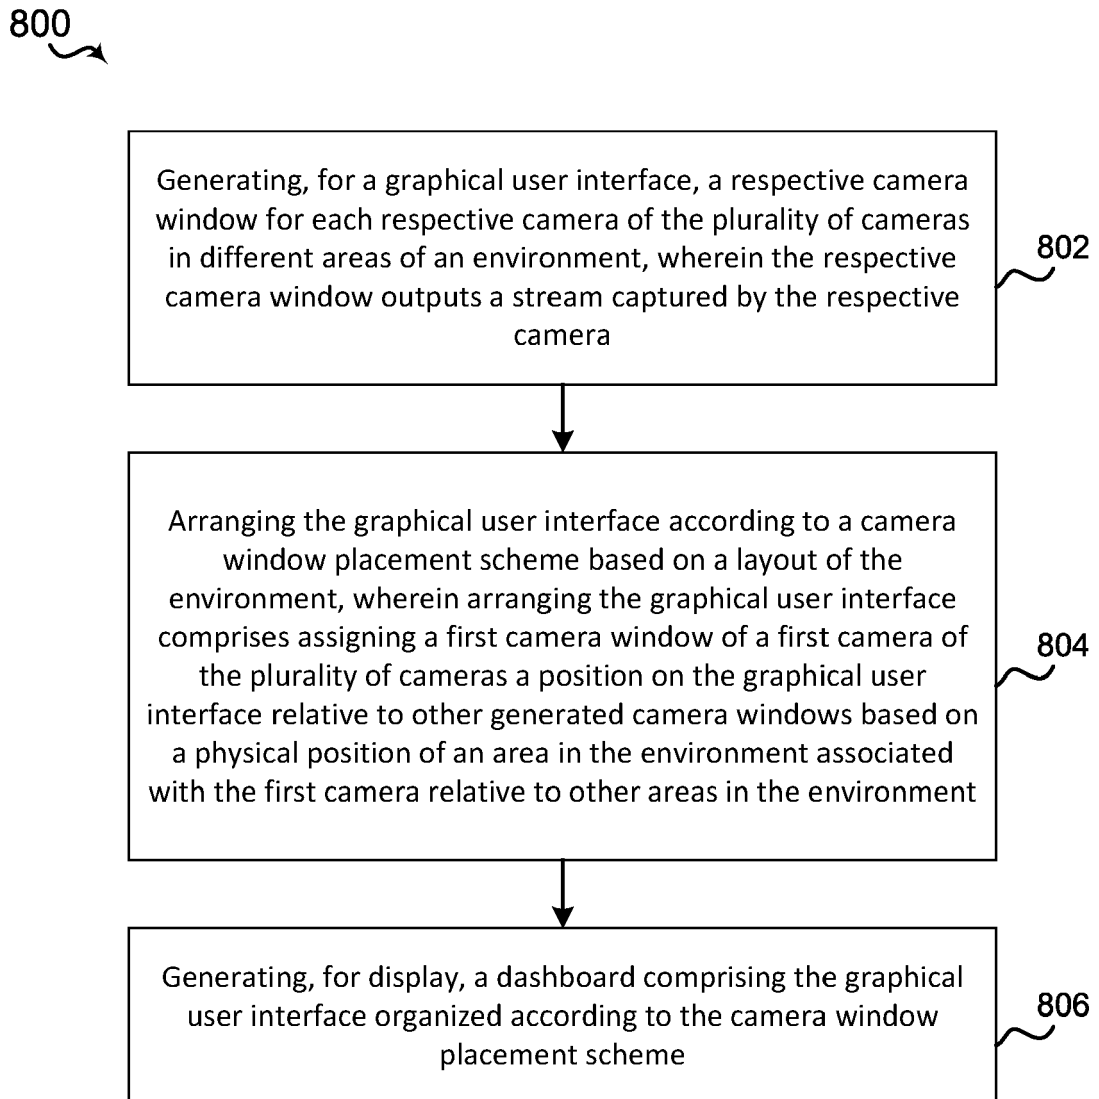 800
Generating, for a graphical user interface, a respective camera
window for each respective camera of the plurality of cameras
in different areas of an environment, wherein the respective
camera window outputs a stream captured by the respective
camera
802
Arranging the graphical user interface according to a camera
window placement scheme based on a layout of the
environment, wherein arranging the graphical user interface
comprises assigning a first camera window of a first camera of
the plurality of cameras a position on the graphical user
interface relative to other generated camera windows based on
a physical position of an area in the environment associated
with the first camera relative to other areas in the environment
804
Generating, for display, a dashboard comprising the graphical
user interface organized according to the camera window
placement scheme
806